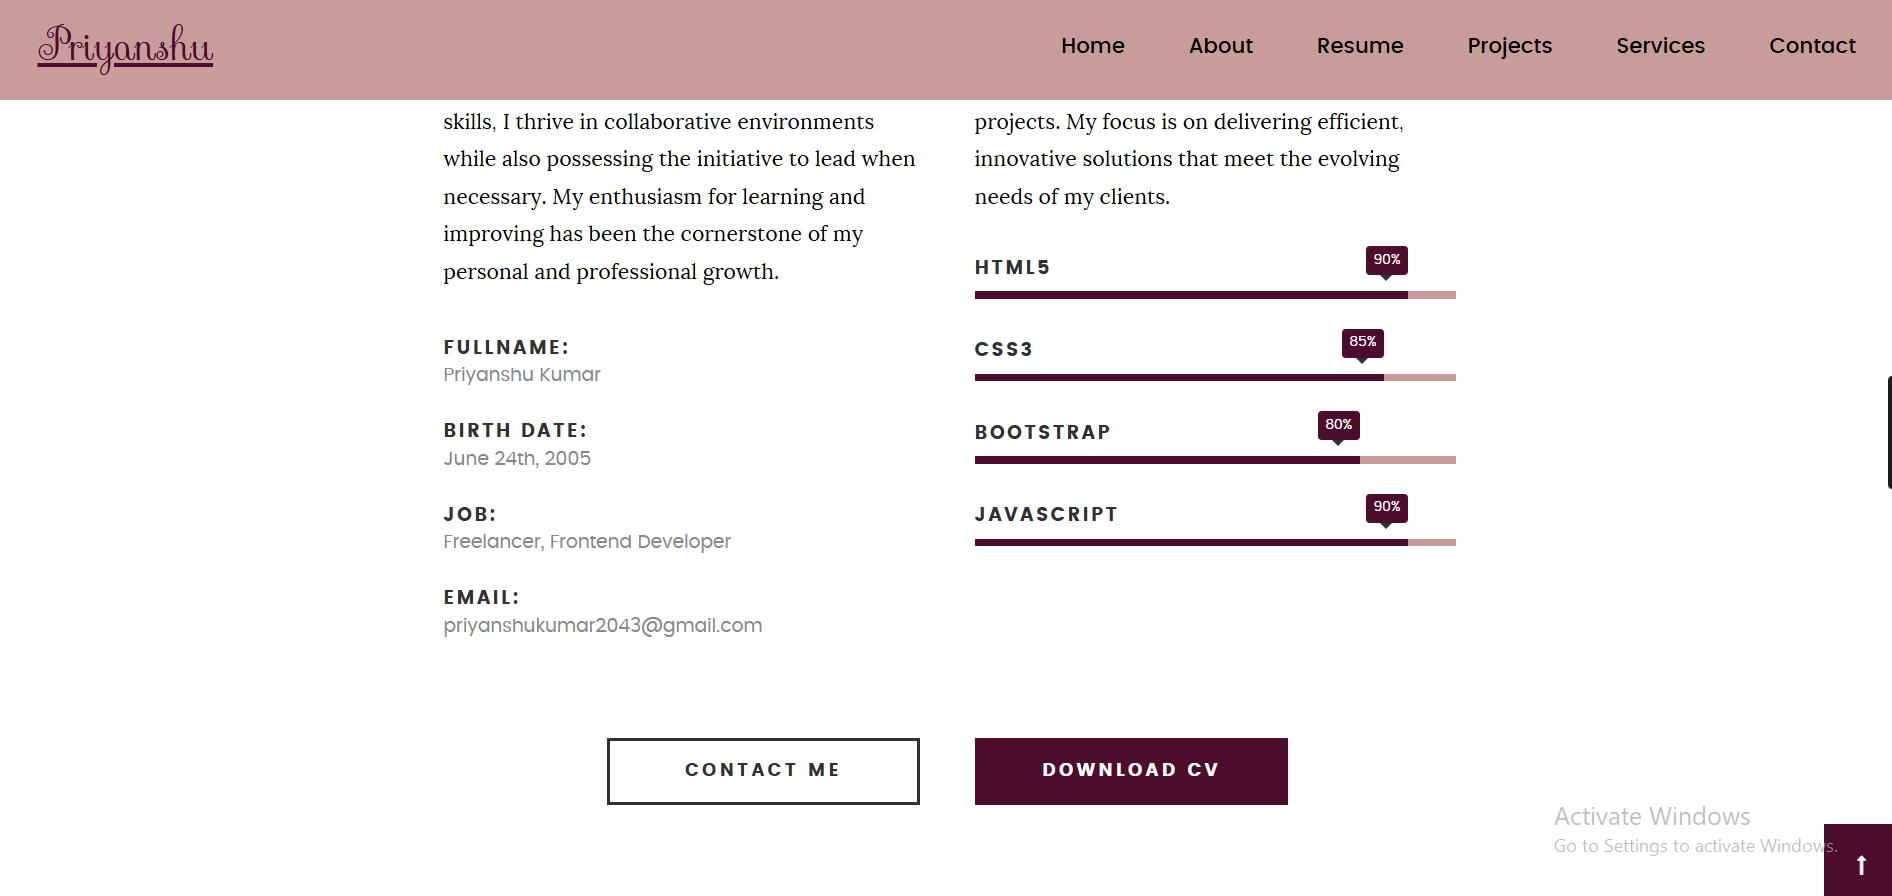 Priyanshu
Home
About
Resume
Projects
Services
Contact
skills, I thrive in collaborative environments
while also possessing the initiative to lead when
necessary. My enthusiasm for learning and
improving has been the cornerstone of my
personal and professional growth.
FULLNAME:
Priyanshu Kumar
BIRTH DATE:
June 24th, 2005
JOB:
Freelancer, Frontend Developer
EMAIL:
priyanshukumar2043@gmail.com
projects. My focus is on delivering efficient,
innovative solutions that meet the evolving
needs of my clients.
HTML5
90%
CSS3
85%
BOOTSTRAP
80%
JAVASCRIPT
90%
CONTACT ME
DOWNLOAD CV
Activate Windows
Go to Settings to activate Windows.